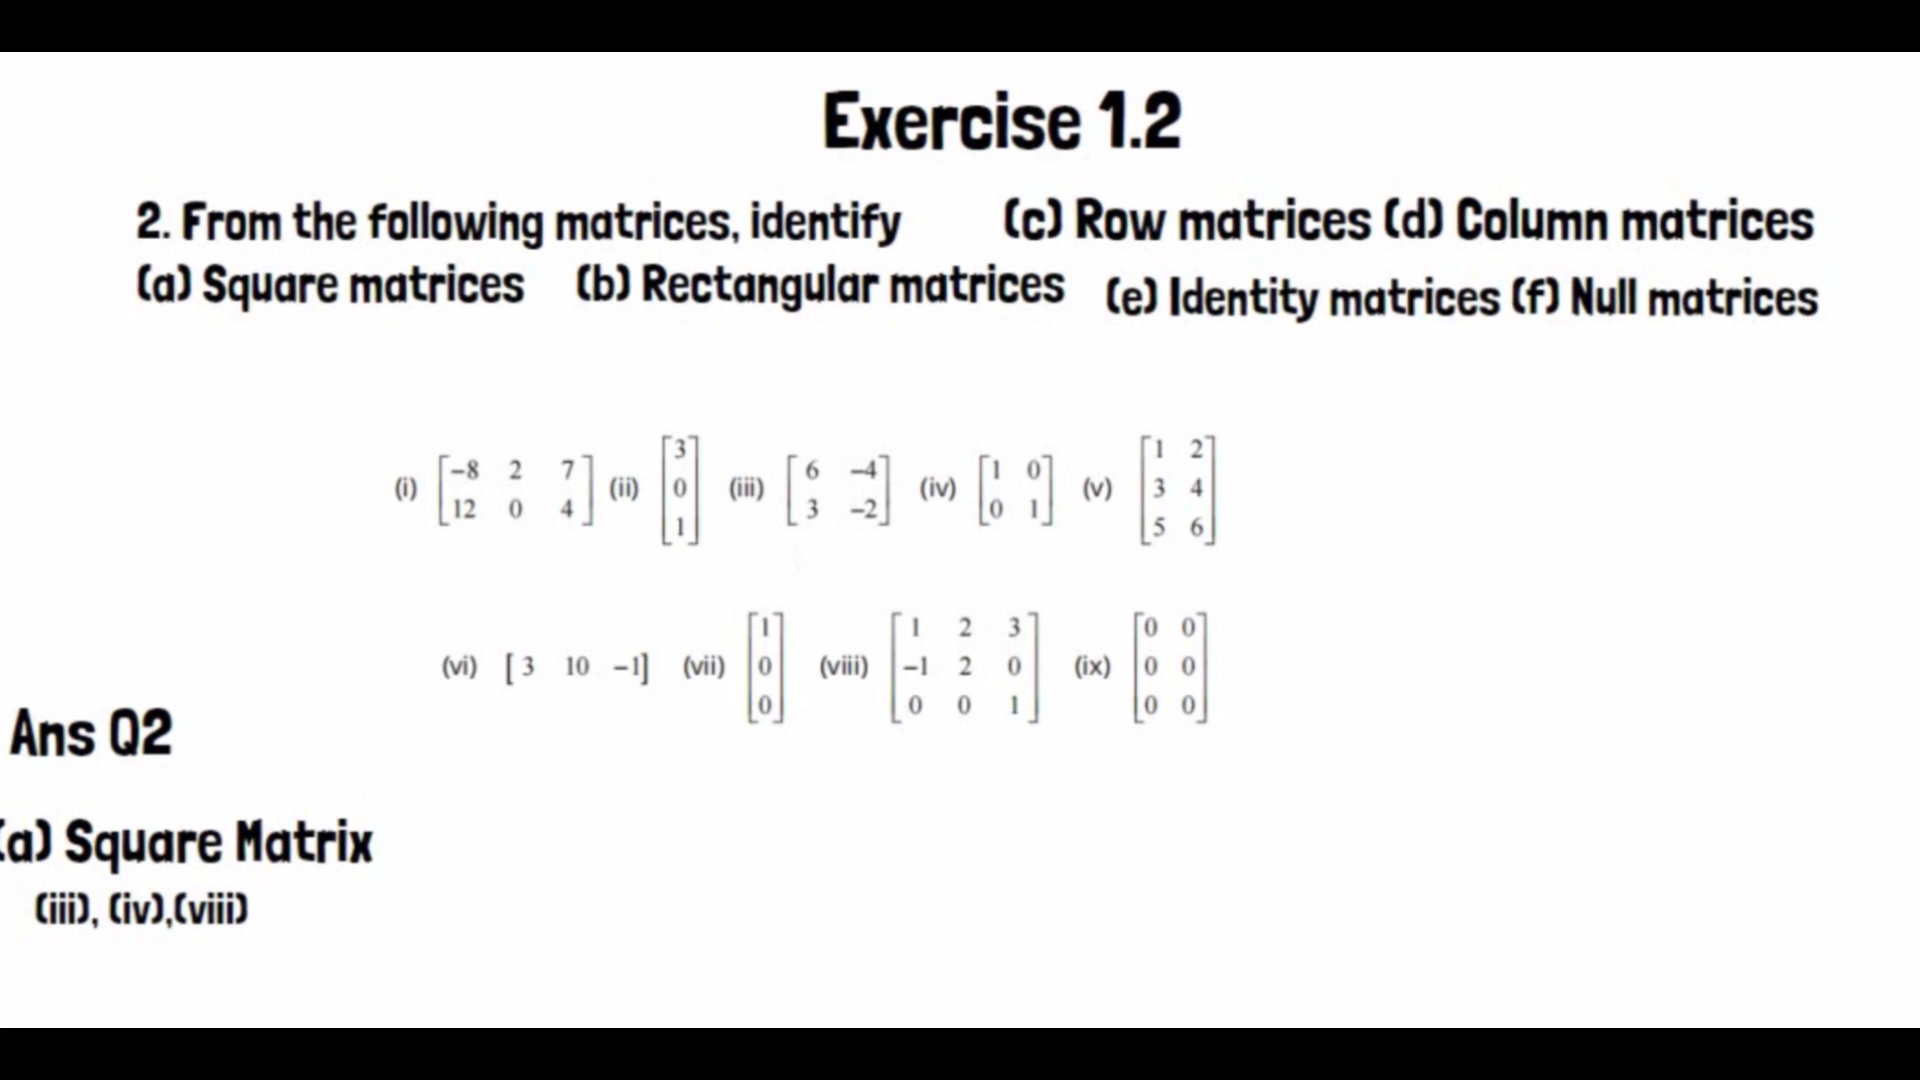 Exercise 1.2
2. From the following matrices, identify (c) Row matrices (d) Column matrices
(a) Square matrices (b) Rectangular matrices (e) Identity matrices (f) Null matrices
(i) [−8 2 7; 12 0 4] (ii) [3; 0; 1] (iii) [6 −4; 3 −2] (iv) [1 0; 0 1] (v) [1 2; 3 4; 5 6]
(vi) [3 10 −1] (vii) [1; 0; 0] (viii) [1 2 3; −1 2 0; 0 0 1] (ix) [0 0; 0 0; 0 0]
Ans Q2
(a) Square Matrix
(iii), (iv),(viii)